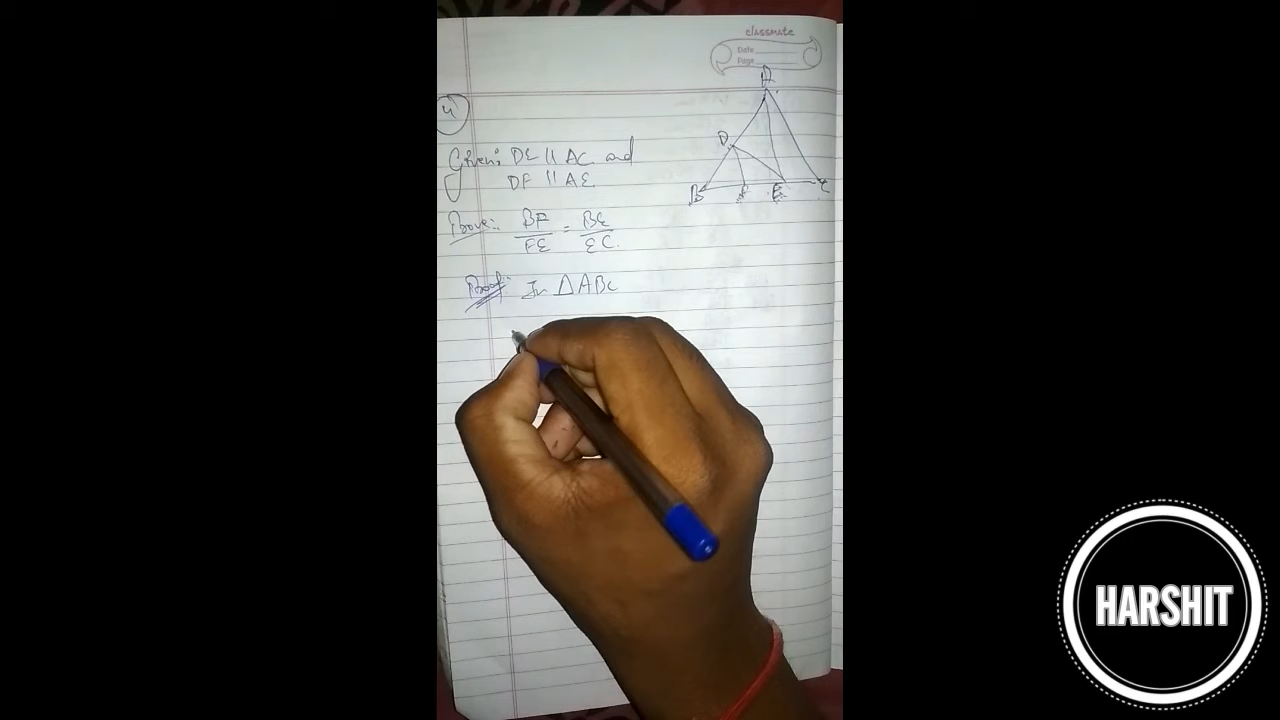 classmate
Date
Page
4
A
Given: DE || AC and
D
DF || AE
B F E C
Prove:- BF/FE = BE/EC.
Proof: In △ABC
HARSHIT